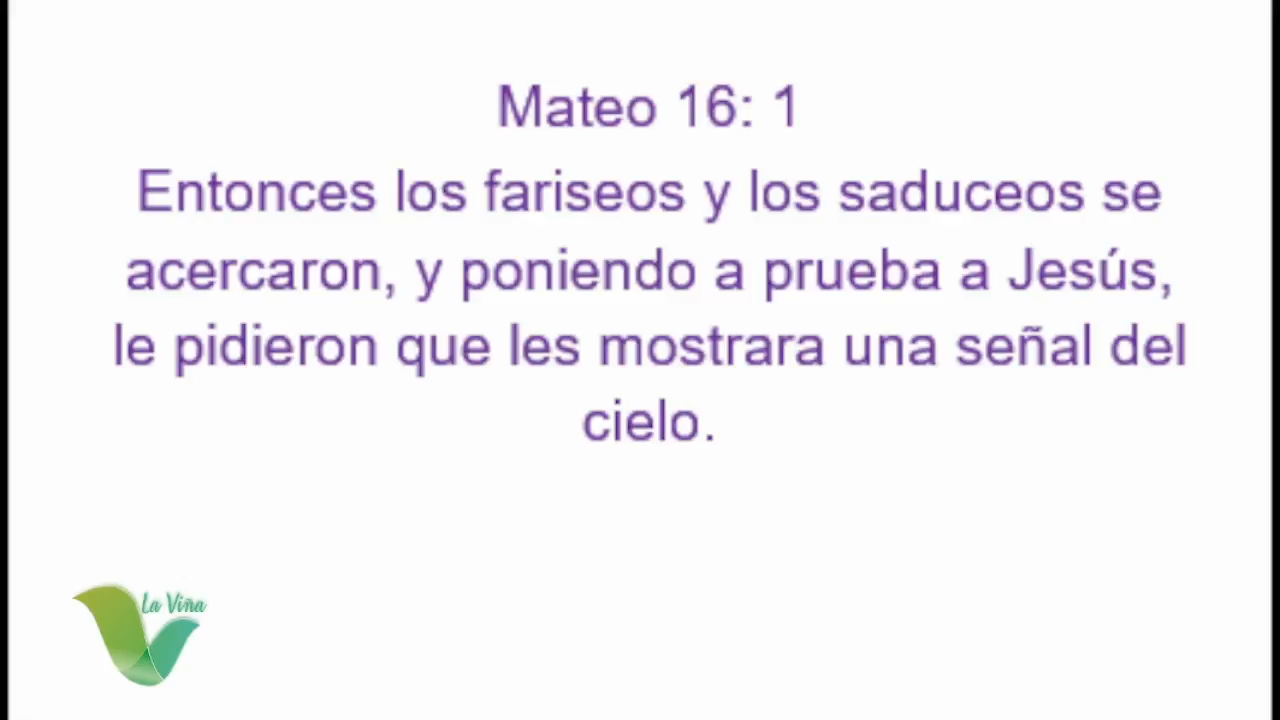 Mateo 16: 1
Entonces los fariseos y los saduceos se
acercaron, y poniendo a prueba a Jesús,
le pidieron que les mostrara una señal del
cielo.
La Viña